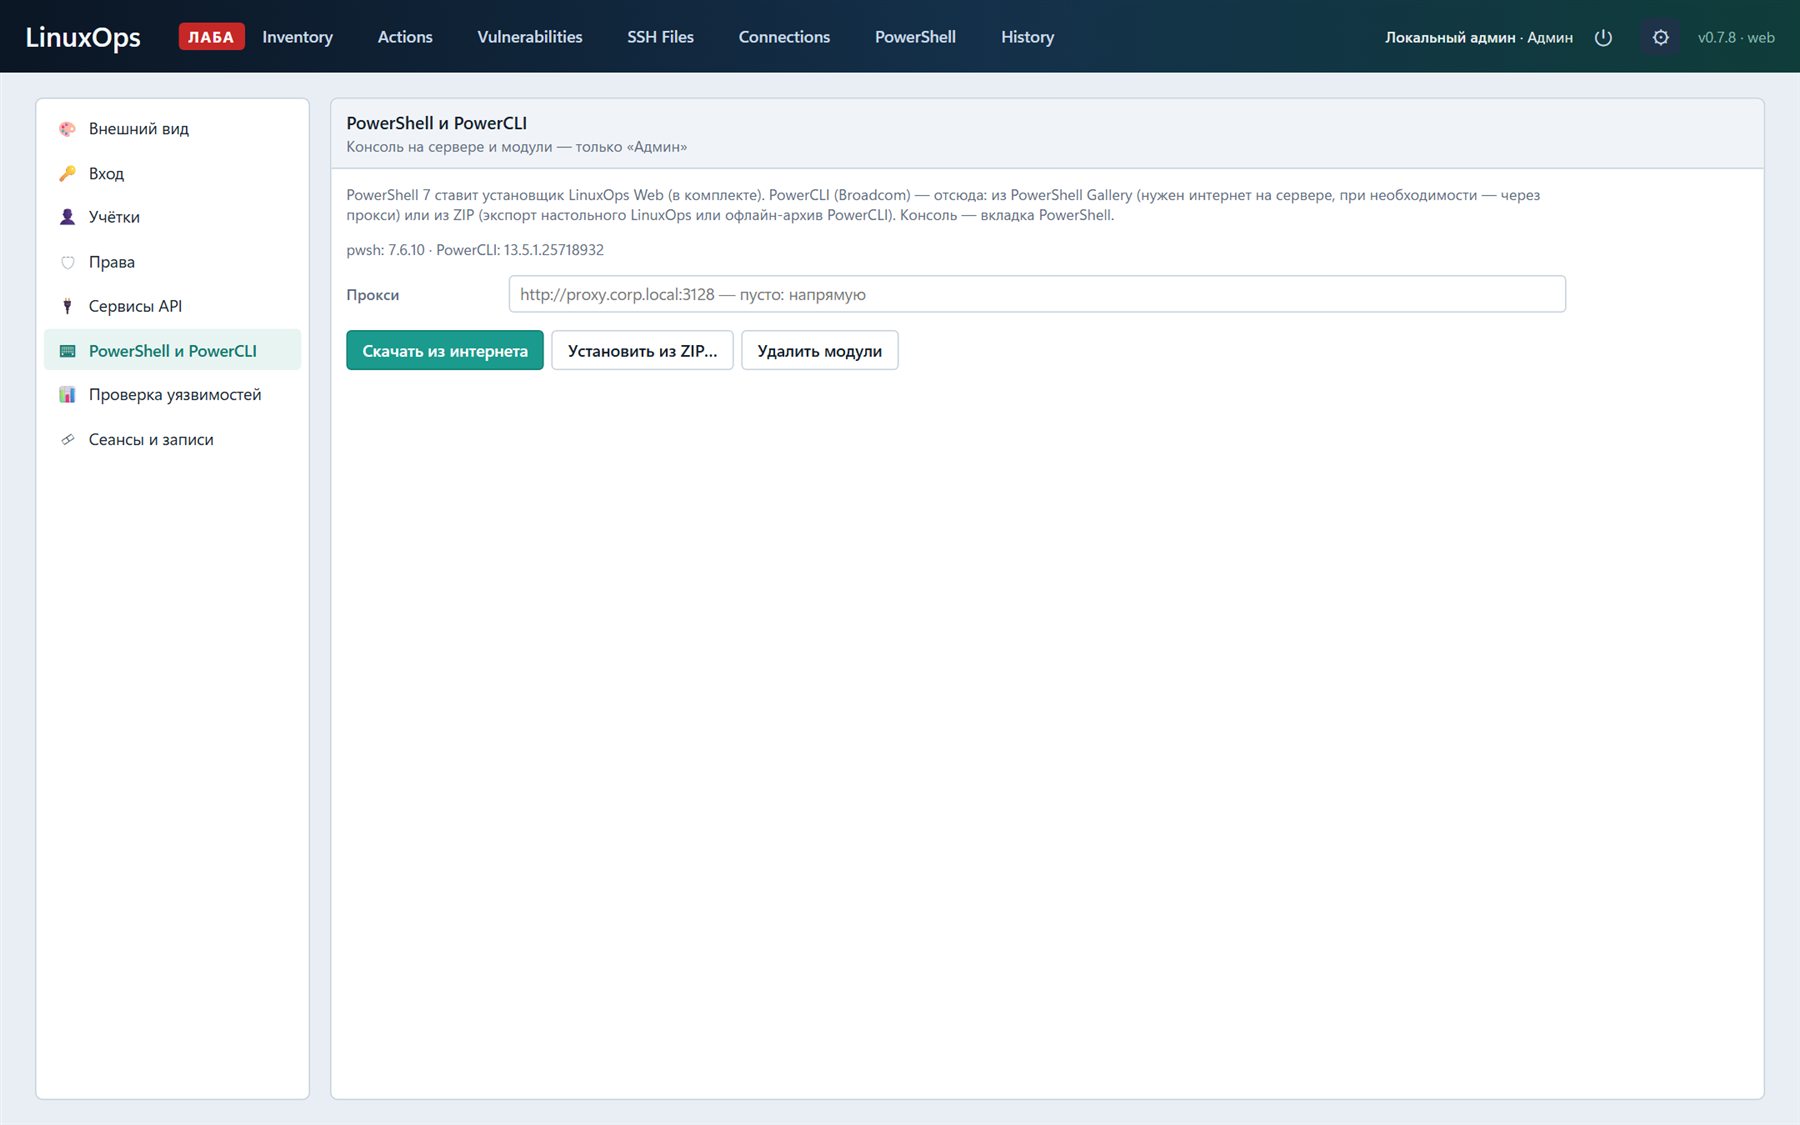 LinuxOps
ЛАБА
Inventory
Actions
Vulnerabilities
SSH Files
Connections
PowerShell
History
Локальный админ · Админ
v0.7.8 · web
Внешний вид
Вход
Учётки
Права
Сервисы API
PowerShell и PowerCLI
Проверка уязвимостей
Сеансы и записи
PowerShell и PowerCLI
Консоль на сервере и модули — только «Админ»
PowerShell 7 ставит установщик LinuxOps Web (в комплекте). PowerCLI (Broadcom) — отсюда: из PowerShell Gallery (нужен интернет на сервере, при необходимости — через
прокси) или из ZIP (экспорт настольного LinuxOps или офлайн-архив PowerCLI). Консоль — вкладка PowerShell.
pwsh: 7.6.10 · PowerCLI: 13.5.1.25718932
Прокси
http://proxy.corp.local:3128 — пусто: напрямую
Скачать из интернета
Установить из ZIP...
Удалить модули